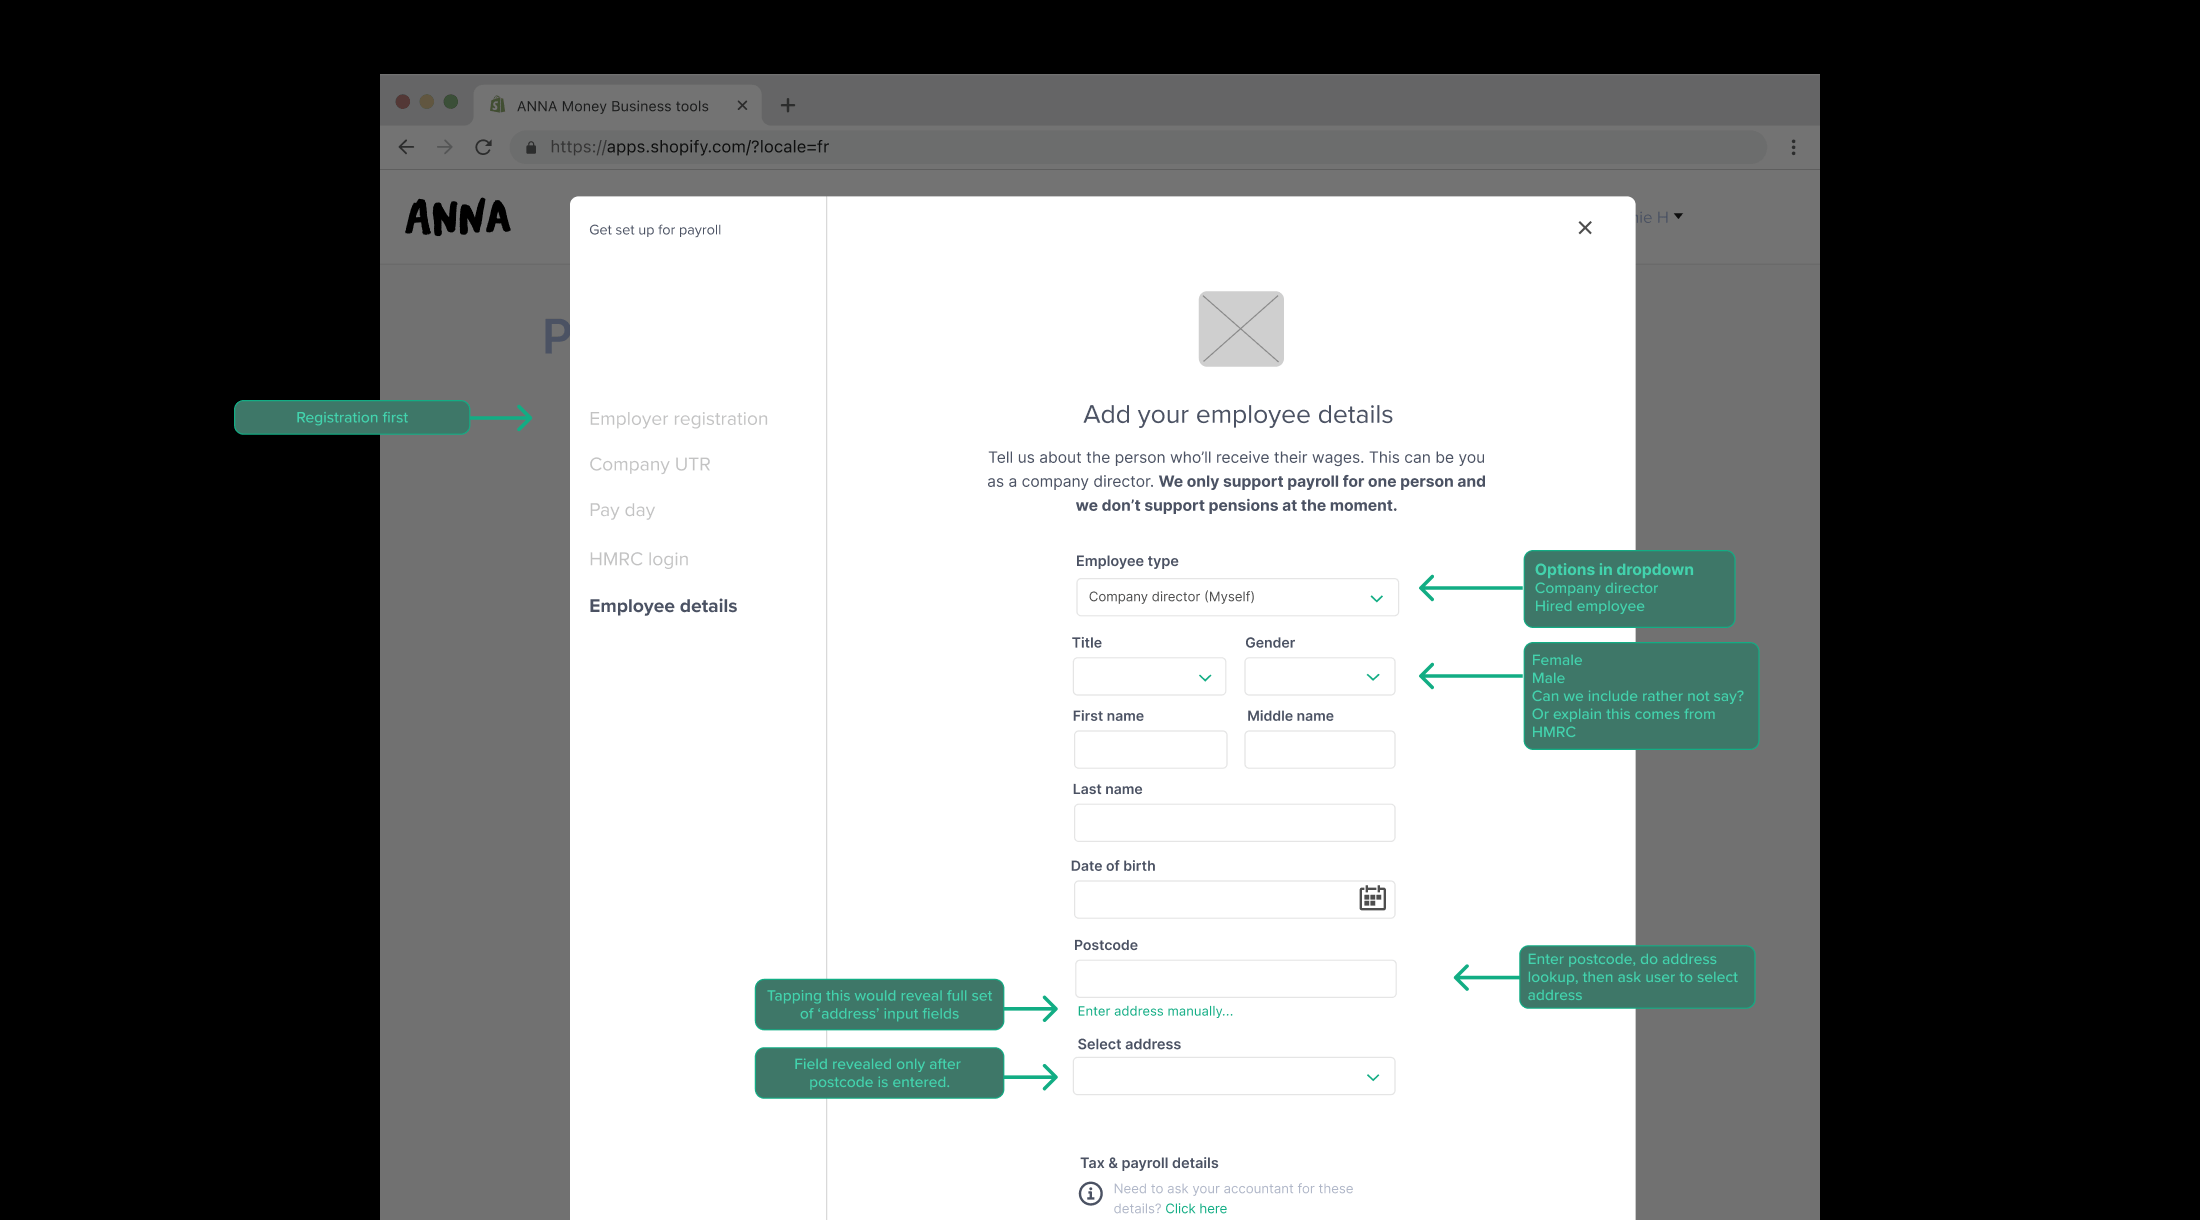 ANNA Money Business tools
https://apps.shopify.com/?locale=fr
ANNA
ie H
Get set up for payroll
P
Registration first
Employer registration
Company UTR
Pay day
HMRC login
Employee details
Add your employee details
Tell us about the person who'll receive their wages. This can be you
as a company director. We only support payroll for one person and
we don't support pensions at the moment.
Employee type
Company director (Myself)
Options in dropdown
Company director
Hired employee
Title
Gender
Female
Male
Can we include rather not say?
Or explain this comes from
HMRC
First name
Middle name
Last name
Date of birth
Postcode
Enter postcode, do address
lookup, then ask user to select
address
Tapping this would reveal full set
of 'address' input fields
Enter address manually...
Select address
Field revealed only after
postcode is entered.
Tax & payroll details
Need to ask your accountant for these
details? Click here